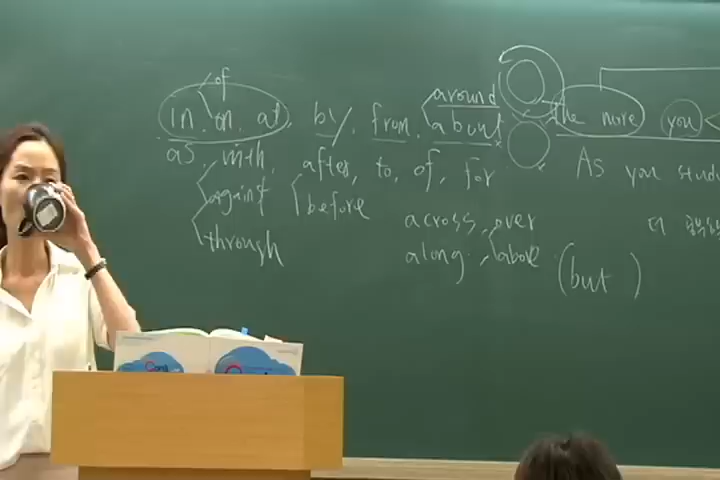 of
in, on, at, by, from, around about the more you
as, with, after, to, of, for As you study
against before across, over 더
through along, above (but)